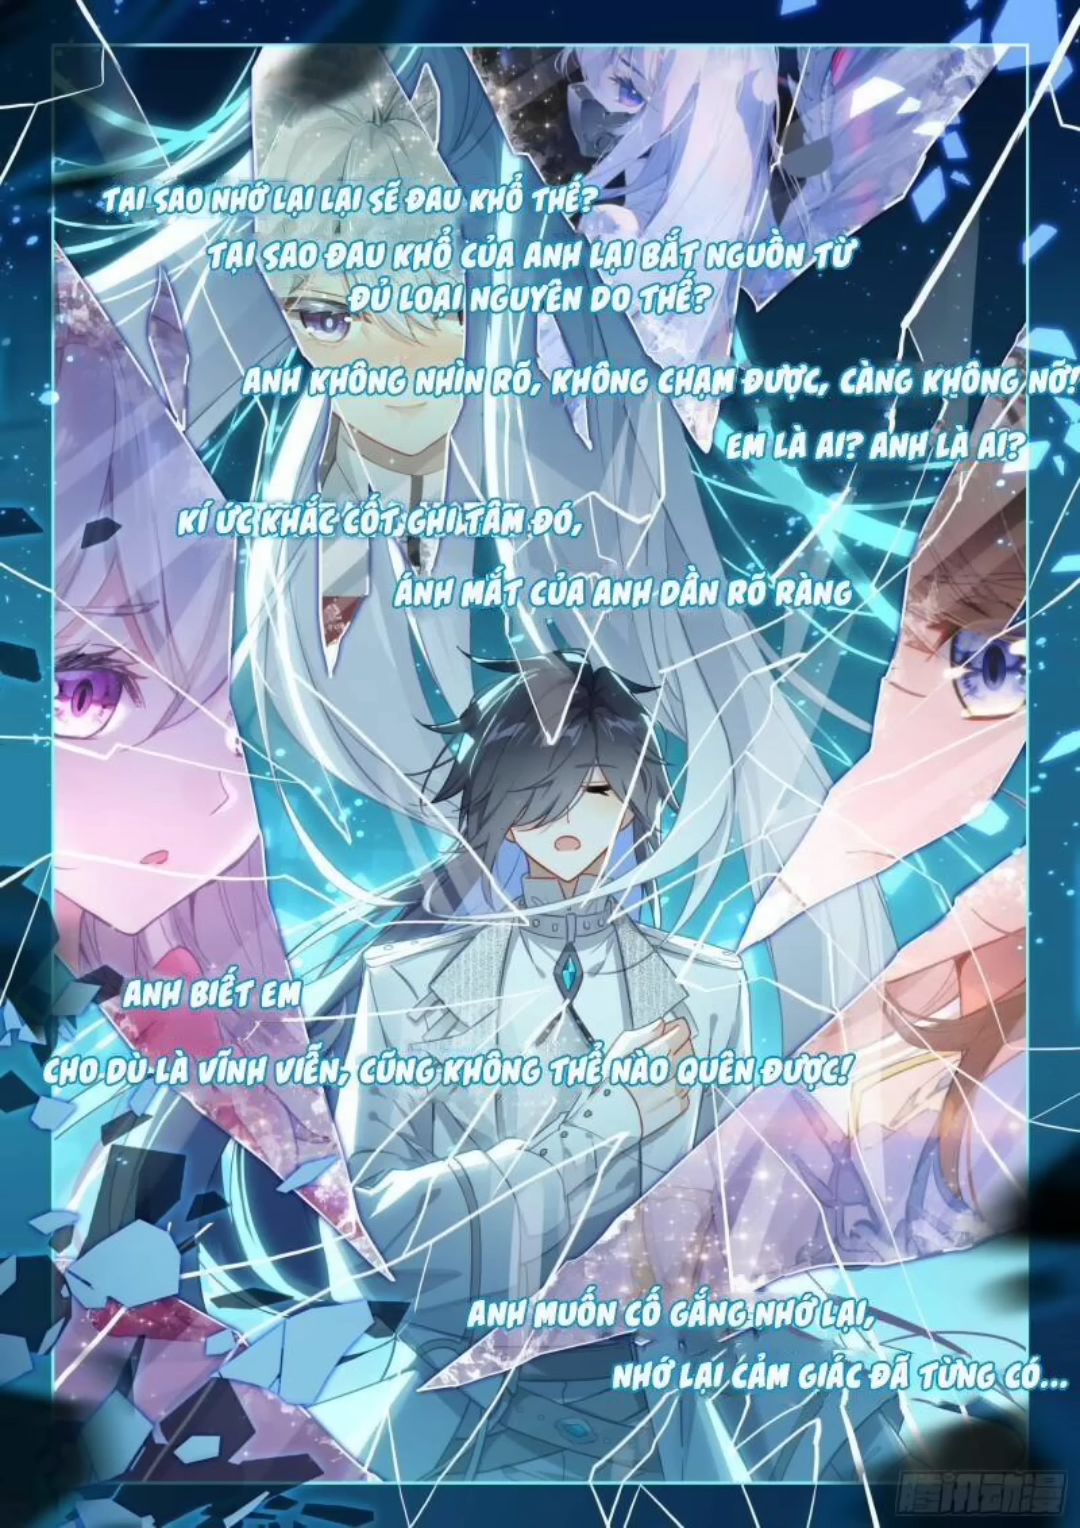 TẠI SAO NHỚ LẠI LẠI SẼ ĐAU KHỔ THẾ?
TẠI SAO ĐAU KHỔ CỦA ANH LẠI BẮT NGUỒN TỪ
ĐỦ LOẠI NGUYÊN DO THẾ?
ANH KHÔNG NHÌN RÕ, KHÔNG CHẠM ĐƯỢC, CÀNG KHÔNG NỠ!
EM LÀ AI? ANH LÀ AI?
KÍ ỨC KHẮC CỐT GHI TÂM ĐÓ,
ÁNH MẮT CỦA ANH DẦN RÕ RÀNG
ANH BIẾT EM
CHO DÙ LÀ VĨNH VIỄN, CŨNG KHÔNG THỂ NÀO QUÊN ĐƯỢC!
ANH MUỐN CỐ GẮNG NHỚ LẠI,
NHỚ LẠI CẢM GIÁC ĐÃ TỪNG CÓ...
腾讯动漫